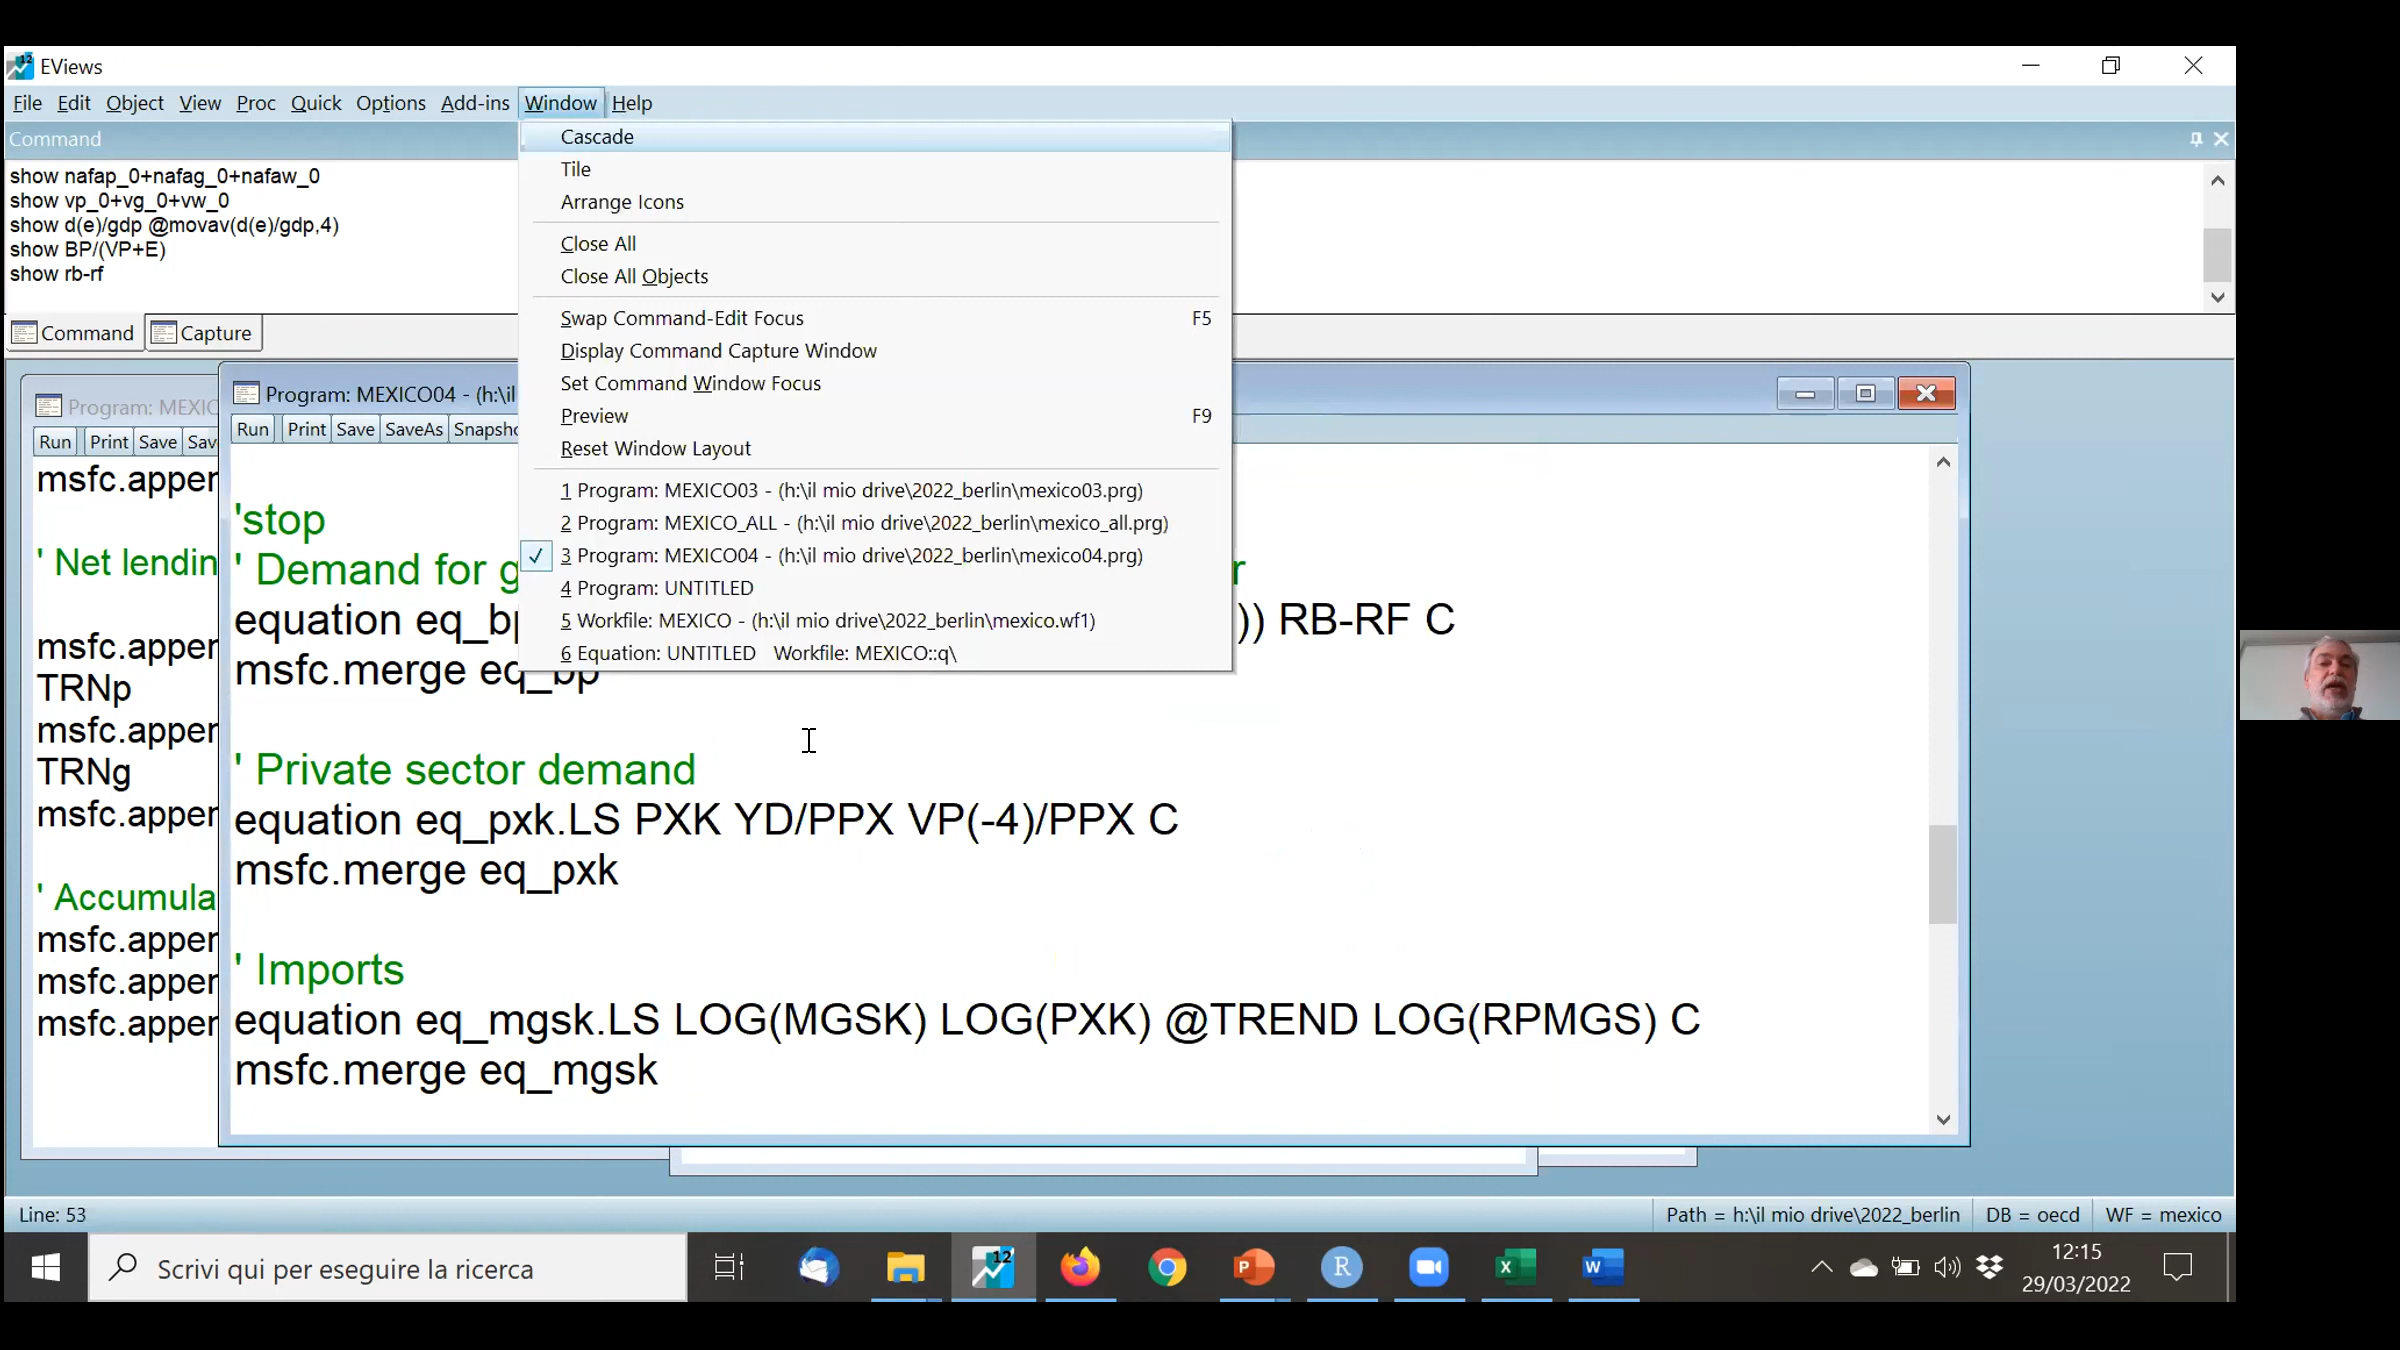 EViews
File Edit Object View Proc Quick Options Add-ins Window Help
Command
show nafap_0+nafag_0+nafaw_0
show vp_0+vg_0+vw_0
show d(e)/gdp @movav(d(e)/gdp,4)
show BP/(VP+E)
show rb-rf
Command Capture
Cascade
Tile
Arrange Icons
Close All
Close All Objects
Swap Command-Edit Focus F5
Display Command Capture Window
Set Command Window Focus
Preview F9
Reset Window Layout
1 Program: MEXICO03 - (h:\il mio drive\2022_berlin\mexico03.prg)
2 Program: MEXICO_ALL - (h:\il mio drive\2022_berlin\mexico_all.prg)
3 Program: MEXICO04 - (h:\il mio drive\2022_berlin\mexico04.prg)
4 Program: UNTITLED
5 Workfile: MEXICO - (h:\il mio drive\2022_berlin\mexico.wf1)
6 Equation: UNTITLED Workfile: MEXICO::q\
Program: MEXIC
Run Print Save Sav
msfc.apper
' Net lendin
msfc.apper
TRNp
msfc.apper
TRNg
msfc.apper
' Accumula
msfc.apper
msfc.apper
msfc.apper
Program: MEXICO04 - (h:\il
Run Print Save SaveAs Snapsho
'stop
' Demand for g r
equation eq_bp )) RB-RF C
msfc.merge eq_bp
' Private sector demand
equation eq_pxk.LS PXK YD/PPX VP(-4)/PPX C
msfc.merge eq_pxk
' Imports
equation eq_mgsk.LS LOG(MGSK) LOG(PXK) @TREND LOG(RPMGS) C
msfc.merge eq_mgsk
Line: 53 Path = h:\il mio drive\2022_berlin DB = oecd WF = mexico
Scrivi qui per eseguire la ricerca
12:15
29/03/2022